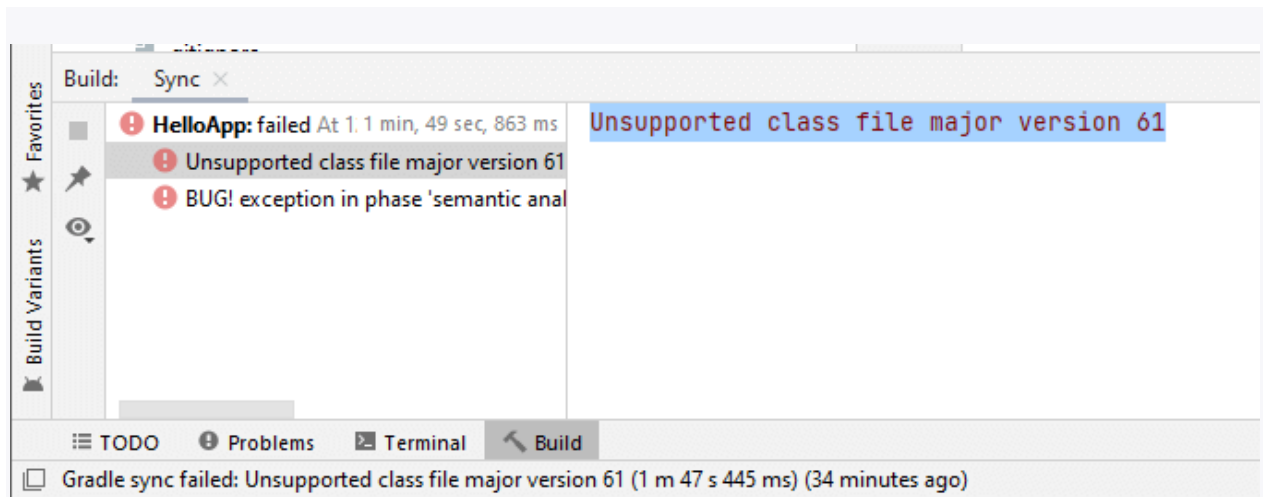 Build: Sync
HelloApp: failed At 1. 1 min, 49 sec, 863 ms
Unsupported class file major version 61
BUG! exception in phase 'semantic anal
Unsupported class file major version 61
Favorites
Build Variants
TODO Problems Terminal Build
Gradle sync failed: Unsupported class file major version 61 (1 m 47 s 445 ms) (34 minutes ago)